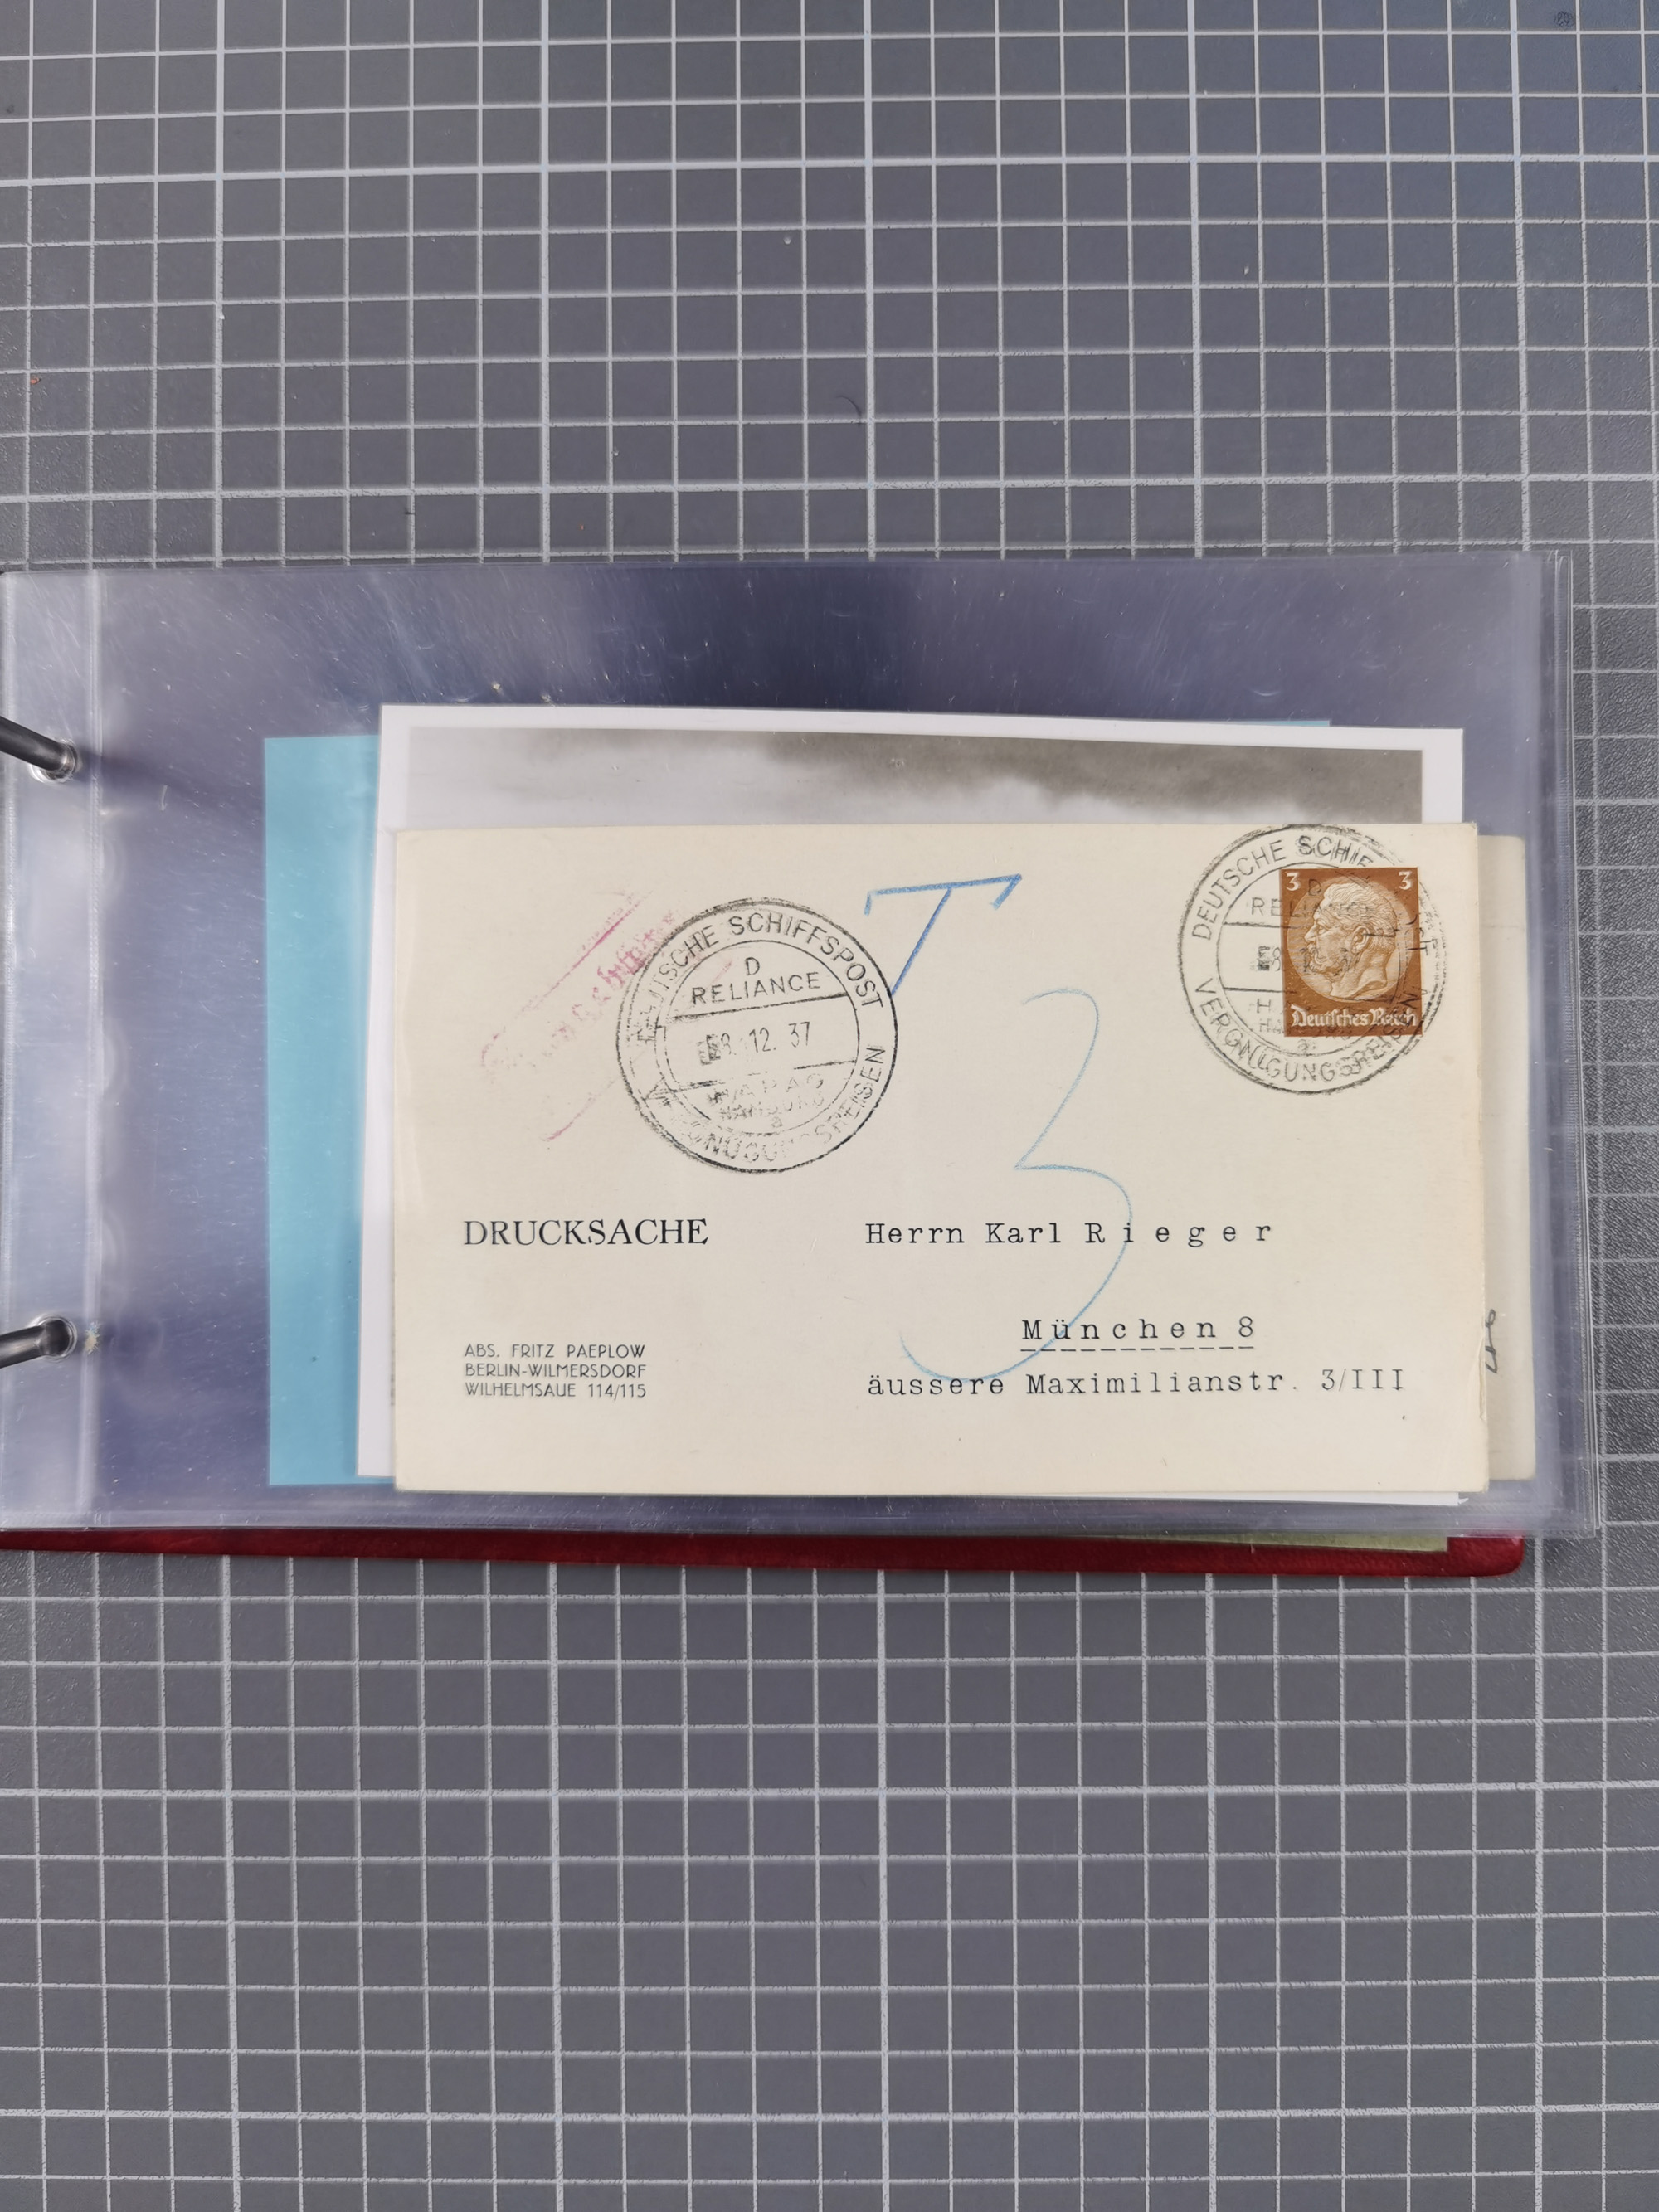 T
3
DEUTSCHE SCHIFFSPOST
D
RELIANCE
8.12.37
HAPAG
HAMBURG
a
VERGNÜGUNGSREISEN
DEUTSCHE
D
RELIANCE
a
VERGNÜGUNGSREISEN
3 3
Deutsches Reich
DRUCKSACHE
ABS. FRITZ PAEPLOW
BERLIN-WILMERSDORF
WILHELMSAUE 114/115
Herrn Karl Rieger
München 8
äussere Maximilianstr. 3/III